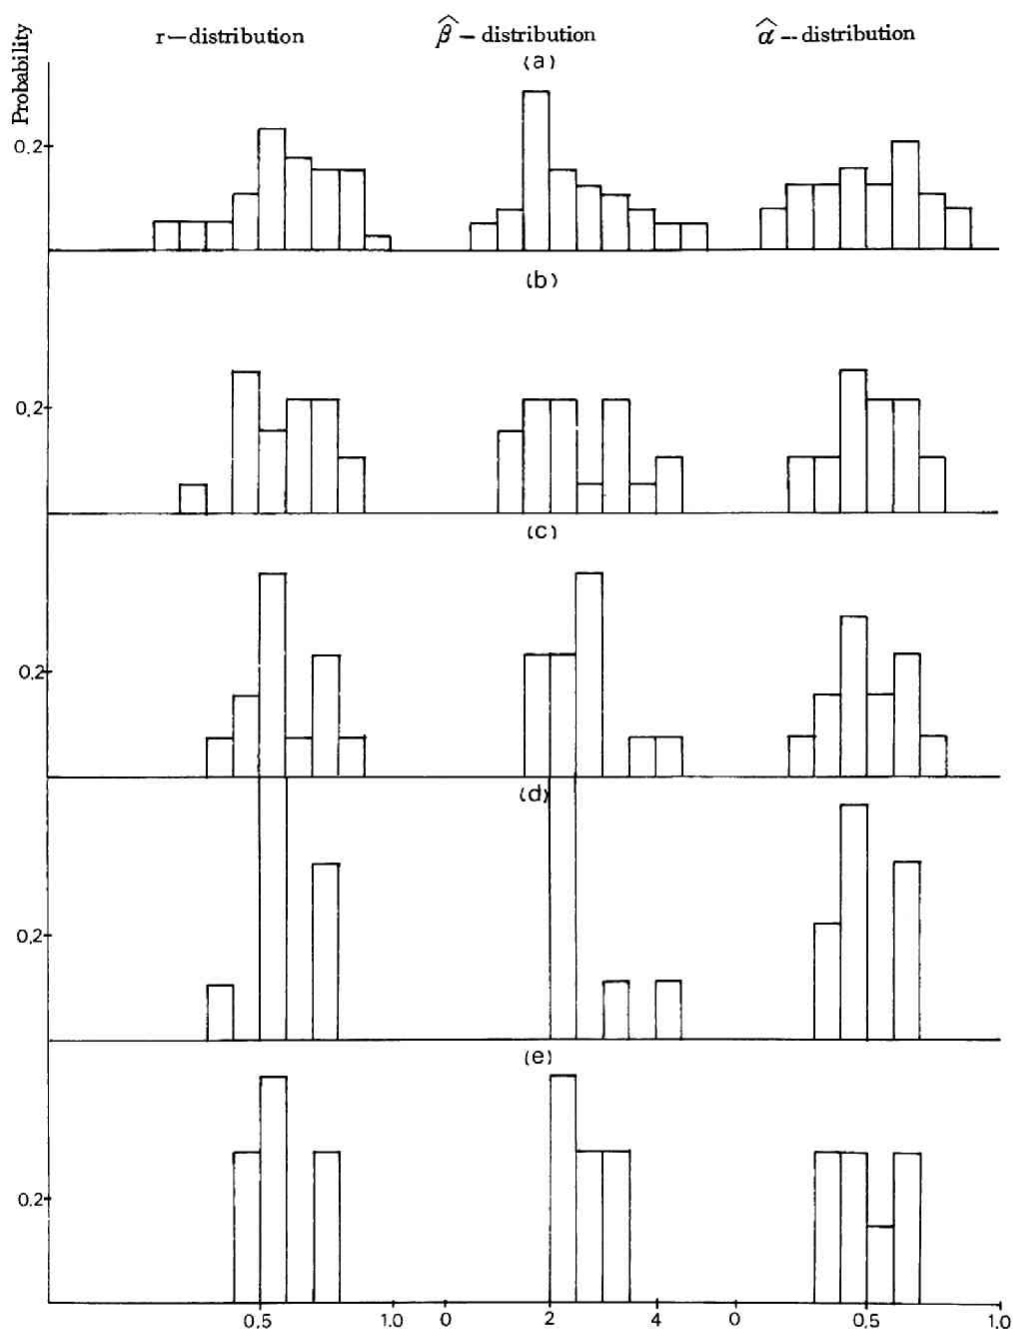 Probability
r—distribution
β̂ — distribution
α̂ -- distribution
(a)
0,2
(b)
0,2
(c)
0.2
(d)
0,2
(e)
0.2
0,5 1.0 0 2 4 0 0,5 1,0